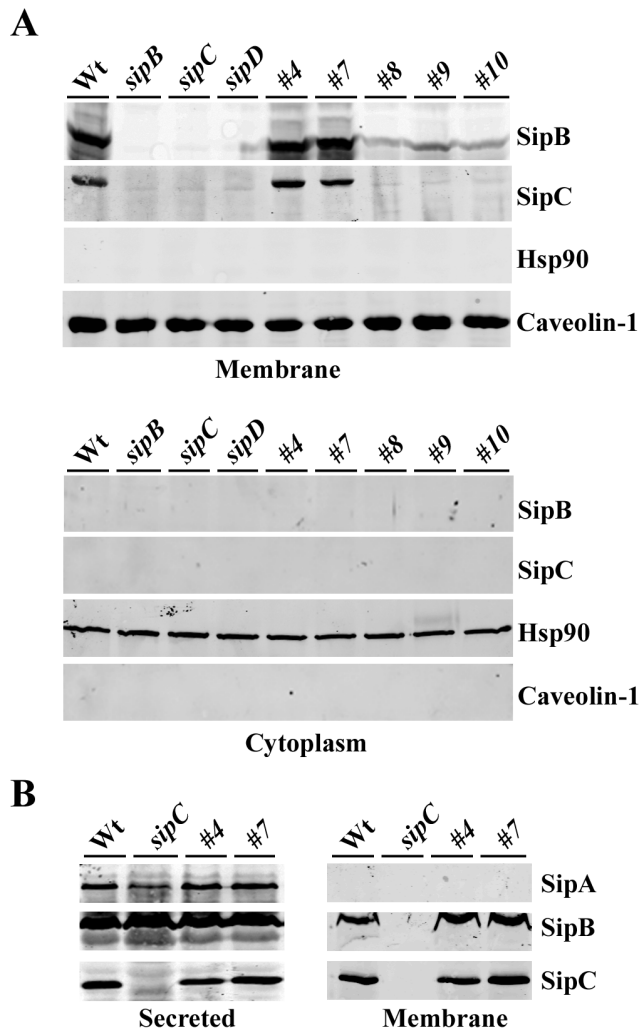 A
Wt sipB sipC sipD #4 #7 #8 #9 #10
SipB
SipC
Hsp90
Caveolin-1
Membrane
Wt sipB sipC sipD #4 #7 #8 #9 #10
SipB
SipC
Hsp90
Caveolin-1
Cytoplasm
B
Wt sipC #4 #7 Wt sipC #4 #7
SipA
SipB
SipC
Secreted Membrane